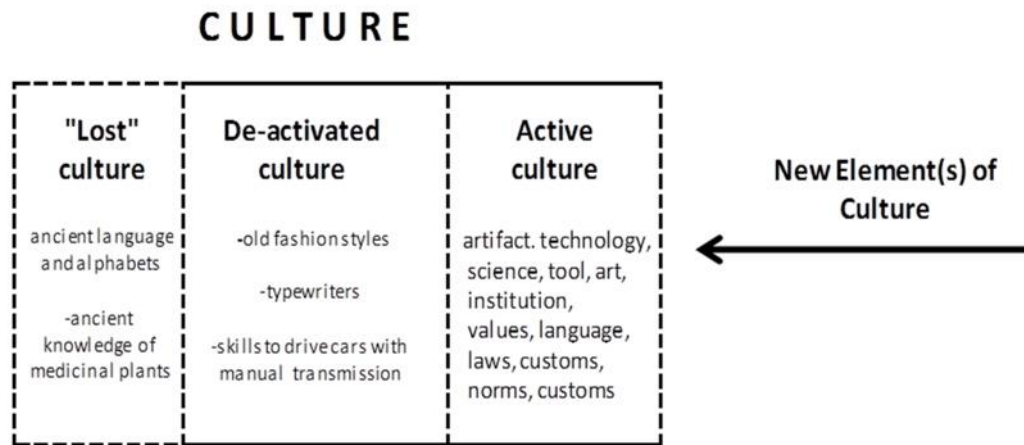 CULTURE
"Lost"
culture
ancient language
and alphabets
-ancient
knowledge of
medicinal plants
De-activated
culture
-old fashion styles
-typewriters
-skills to drive cars with
manual transmission
Active
culture
artifact. technology,
science, tool, art,
institution,
values, language,
laws, customs,
norms, customs
New Element(s) of
Culture